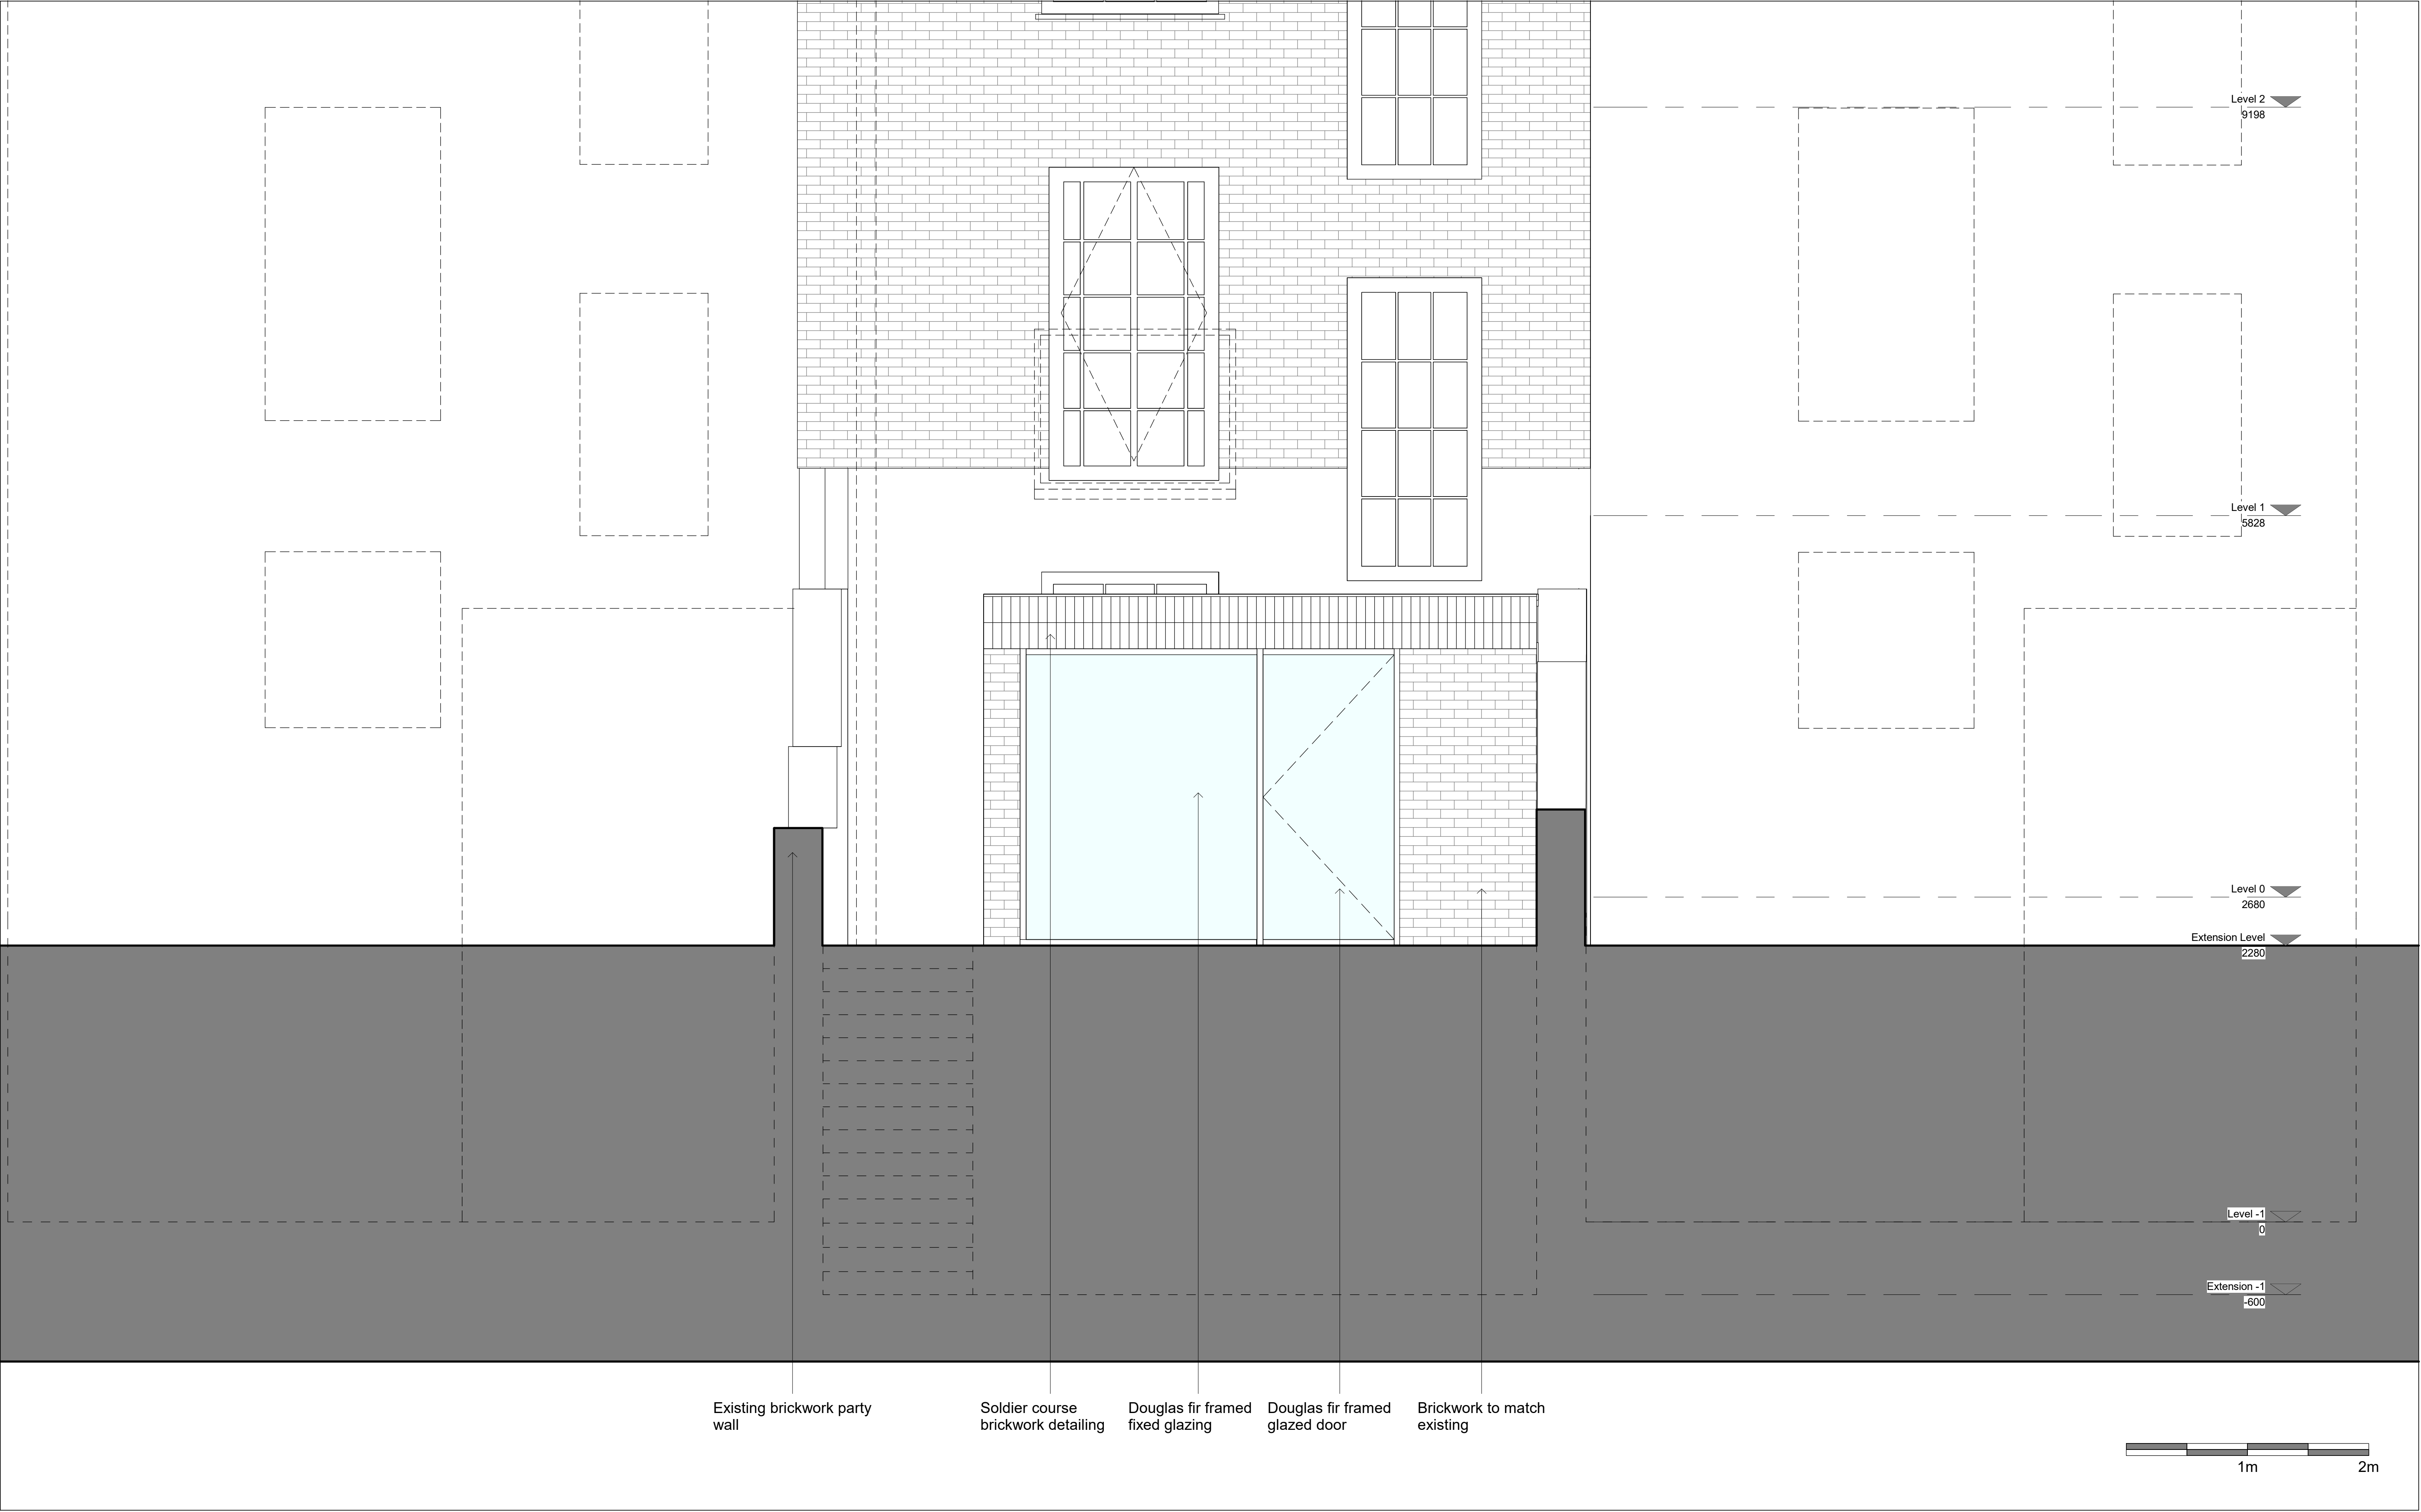 Level 2
9198
Level 1
5828
Level 0
2680
Extension Level
2280
Level -1
0
Extension -1
-600
Existing brickwork party
wall
Soldier course
brickwork detailing
Douglas fir framed
fixed glazing
Douglas fir framed
glazed door
Brickwork to match
existing
1m
2m